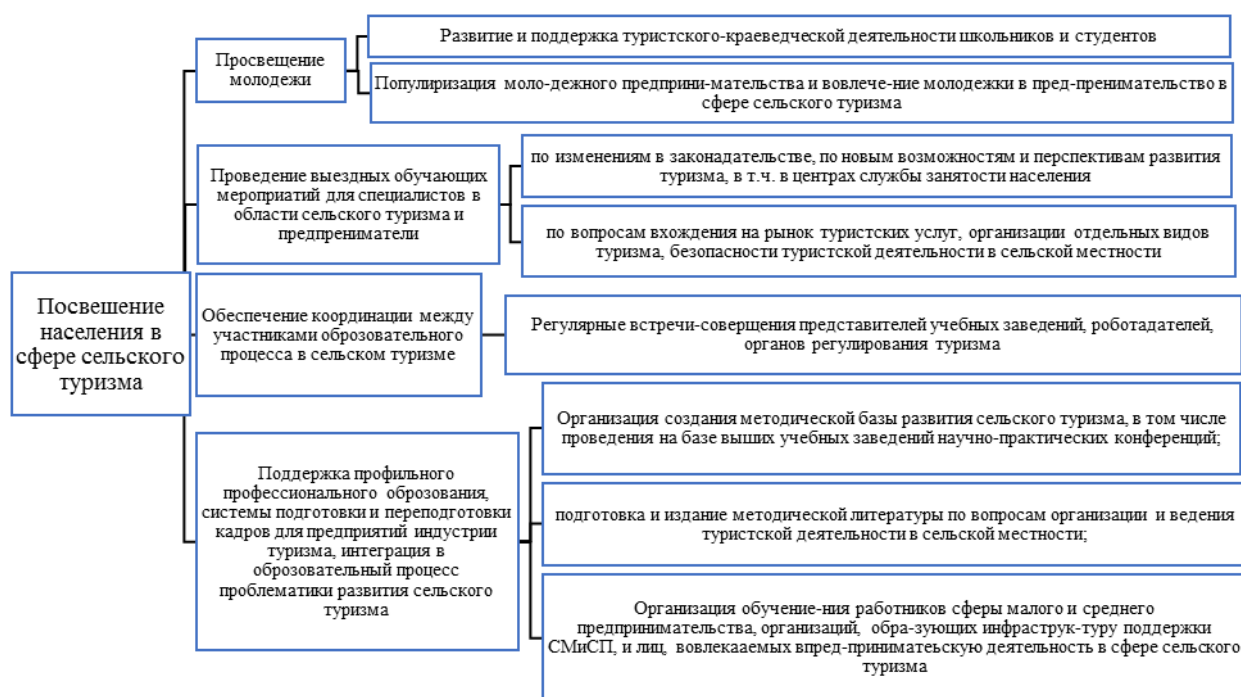 Посвешение
населения в
сфере сельского
туризма
Просвещение
молодежи
Развитие и поддержка туристского-краеведческой деятельности школьников и студентов
Популиризация моло-дежного предприни-мательства и вовлече-ние молодежки в пред-пренимательство в
сфере сельского туризма
Проведение выездных обучающих
мероприятий для специалистов в
области сельского туризма и
предпрениматели
по изменениям в законадательстве, по новым возможностям и перспективам развития
туризма, в т.ч. в центрах службы занятости населения
по вопросам вхождения на рынок туристских услуг, организации отдельных видов
туризма, безопасности туристской деятельности в сельской местности
Обеспечение координации между
участниками оброзовательного
процесса в сельском туризме
Регулярные встречи-соверщения представителей учебных заведений, роботадателей,
органов регулирования туризма
Поддержка профильного
профессионального оброзования,
системы подготовки и переподготовки
кадров для предприятий индустрии
туризма, интеграция в
оброзовательный процесс
проблематики развития сельского
туризма
Организация создания методической базы развития сельского туризма, в том числе
проведения на базе выших учебных заведений научно-практических конференций;
подготовка и издание методической литературы по вопросам организации и ведения
туристской деятельности в сельской местности;
Организация обучение-ния работников сферы малого и среднего
предпринимательства, организаций, обра-зующих инфраструк-туру поддержки
СМиСП, и лиц, вовлекааемых впред-приниматеьскую деятельность в сфере сельского
туризма